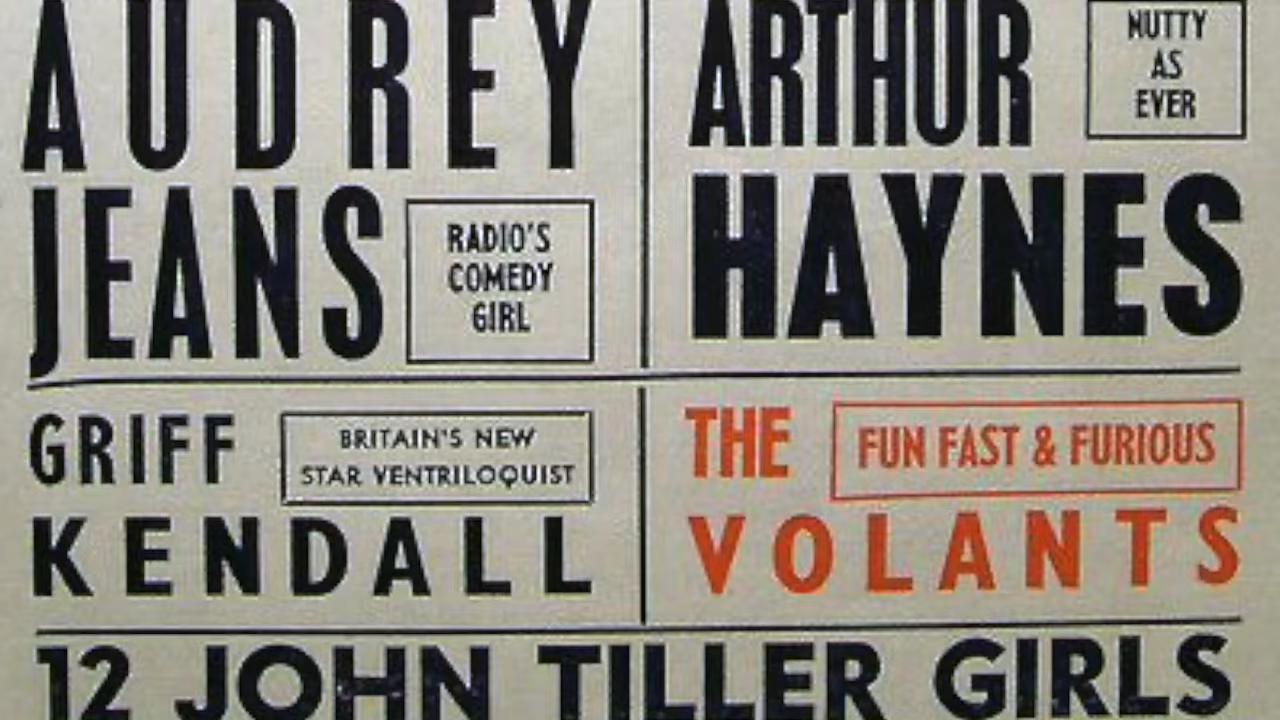 AUDREY
JEANS
RADIO'S
COMEDY
GIRL
ARTHUR
NUTTY
AS
EVER
HAYNES
GRIFF
BRITAIN'S NEW
STAR VENTRILOQUIST
KENDALL
THE
FUN FAST & FURIOUS
VOLANTS
12 JOHN TILLER GIRLS